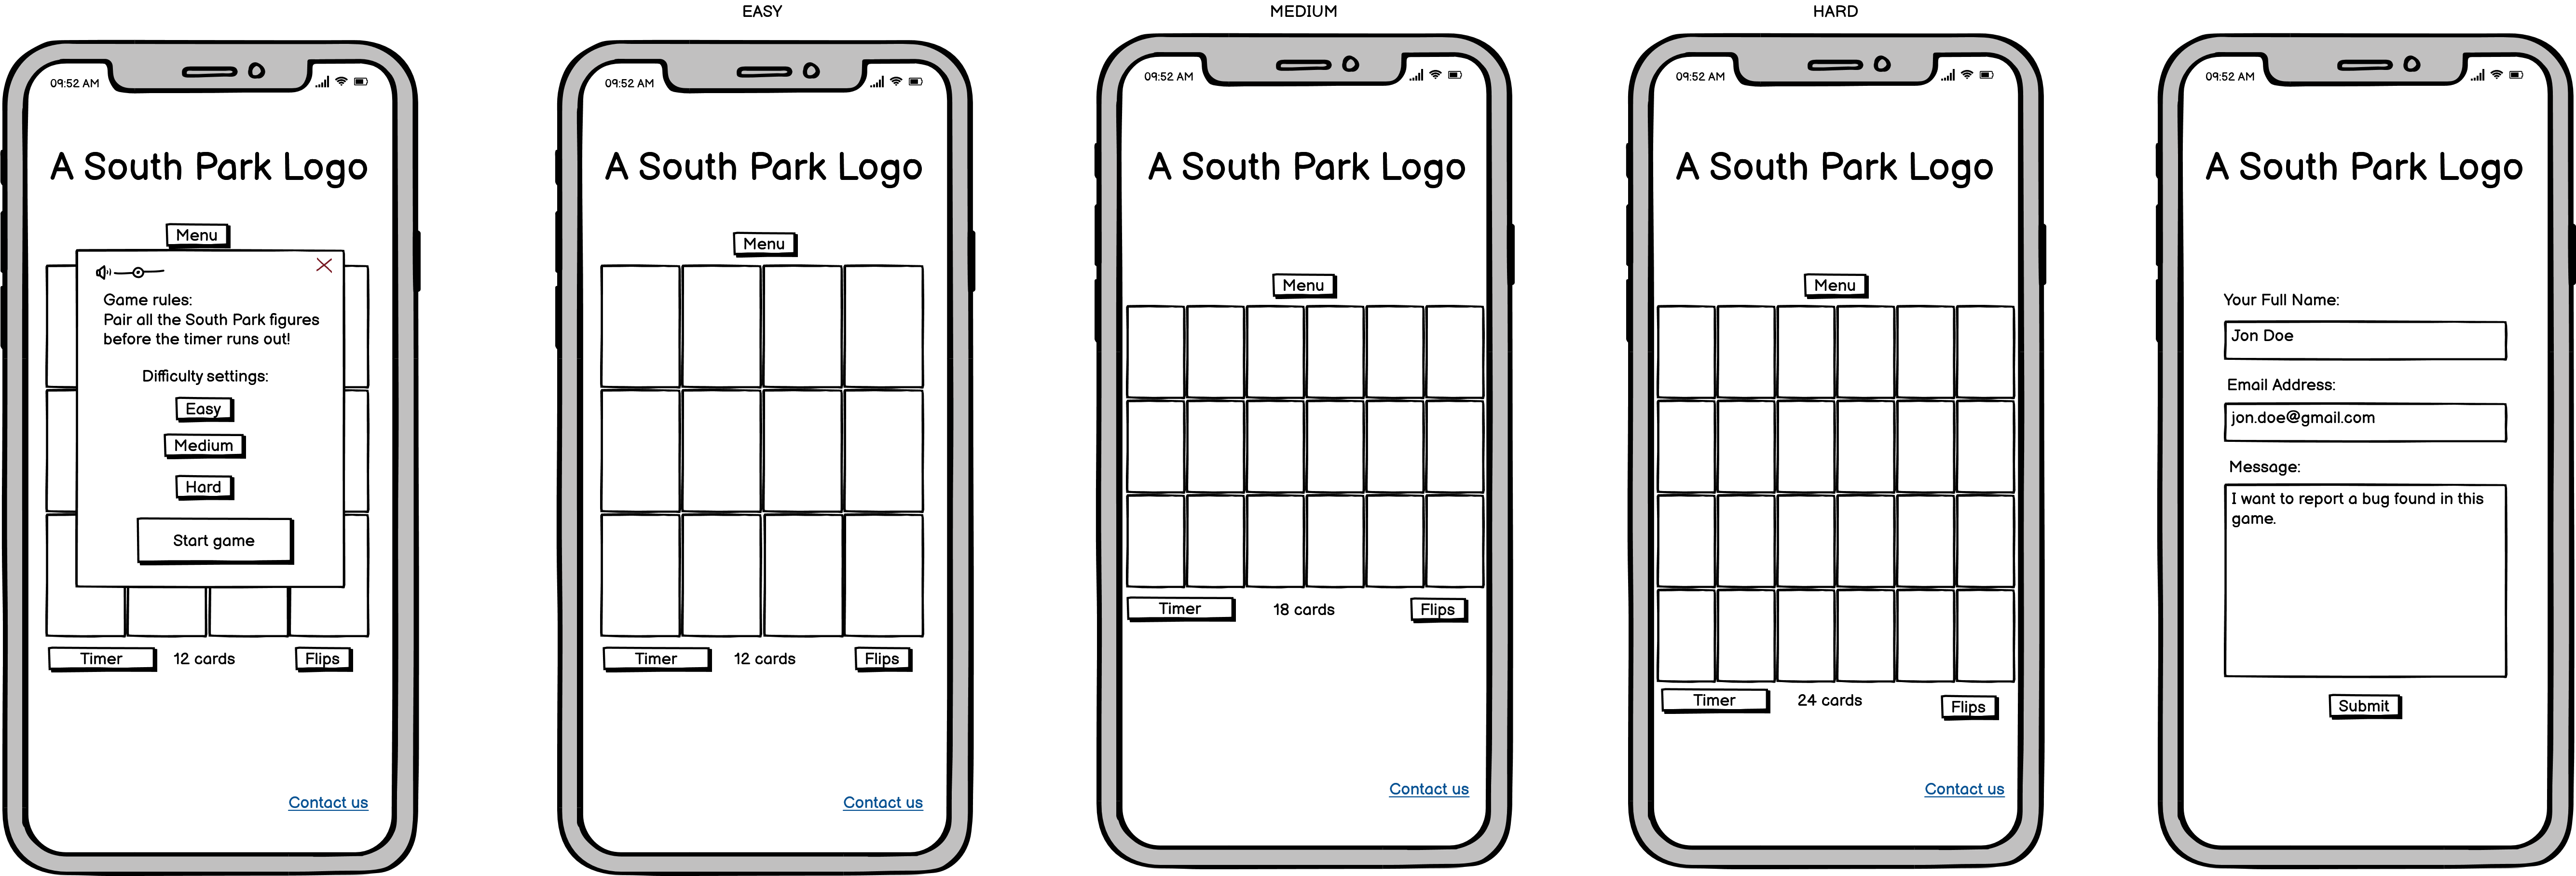 EASY
MEDIUM
HARD
09:52 AM
A South Park Logo
Menu
Game rules:
Pair all the South Park figures
before the timer runs out!
Difficulty settings:
Easy
Medium
Hard
Start game
Timer
12 cards
Flips
Contact us
09:52 AM
A South Park Logo
Menu
Timer
12 cards
Flips
Contact us
09:52 AM
A South Park Logo
Menu
Timer
18 cards
Flips
Contact us
09:52 AM
A South Park Logo
Menu
Timer
24 cards
Flips
Contact us
09:52 AM
A South Park Logo
Your Full Name:
Jon Doe
Email Address:
jon.doe@gmail.com
Message:
I want to report a bug found in this
game.
Submit